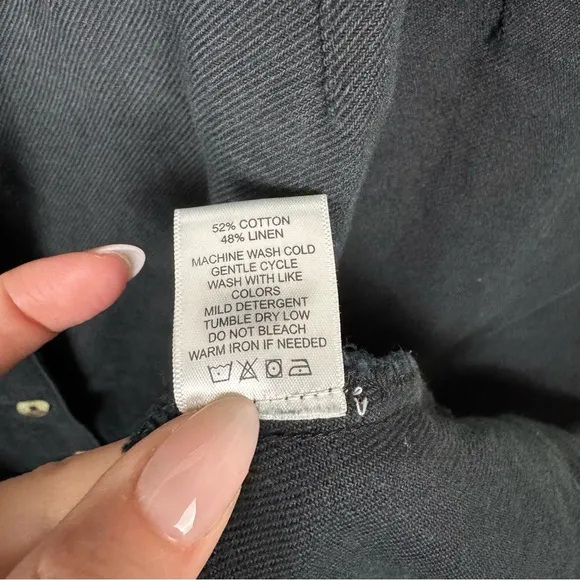 52% COTTON
48% LINEN
MACHINE WASH COLD
GENTLE CYCLE
WASH WITH LIKE
COLORS
MILD DETERGENT
TUMBLE DRY LOW
DO NOT BLEACH
WARM IRON IF NEEDED